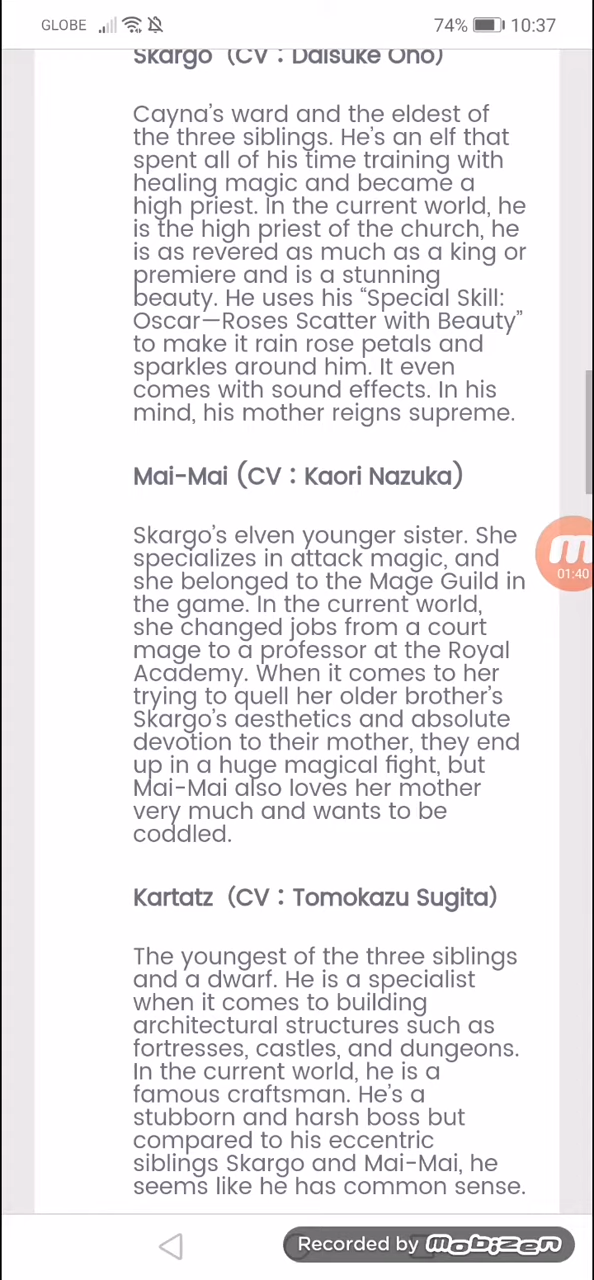 GLOBE 74% 10:37
Skargo (CV : Daisuke Ono)
Cayna's ward and the eldest of
the three siblings. He's an elf that
spent all of his time training with
healing magic and became a
high priest. In the current world, he
is the high priest of the church, he
is as revered as much as a king or
premiere and is a stunning
beauty. He uses his “Special Skill:
Oscar—Roses Scatter with Beauty”
to make it rain rose petals and
sparkles around him. It even
comes with sound effects. In his
mind, his mother reigns supreme.
Mai-Mai (CV : Kaori Nazuka)
Skargo's elven younger sister. She
specializes in attack magic, and
she belonged to the Mage Guild in
the game. In the current world,
she changed jobs from a court
mage to a professor at the Royal
Academy. When it comes to her
trying to quell her older brother's
Skargo's aesthetics and absolute
devotion to their mother, they end
up in a huge magical fight, but
Mai-Mai also loves her mother
very much and wants to be
coddled.
m
01:40
Kartatz (CV : Tomokazu Sugita)
The youngest of the three siblings
and a dwarf. He is a specialist
when it comes to building
architectural structures such as
fortresses, castles, and dungeons.
In the current world, he is a
famous craftsman. He's a
stubborn and harsh boss but
compared to his eccentric
siblings Skargo and Mai-Mai, he
seems like he has common sense.
Recorded by mobizen